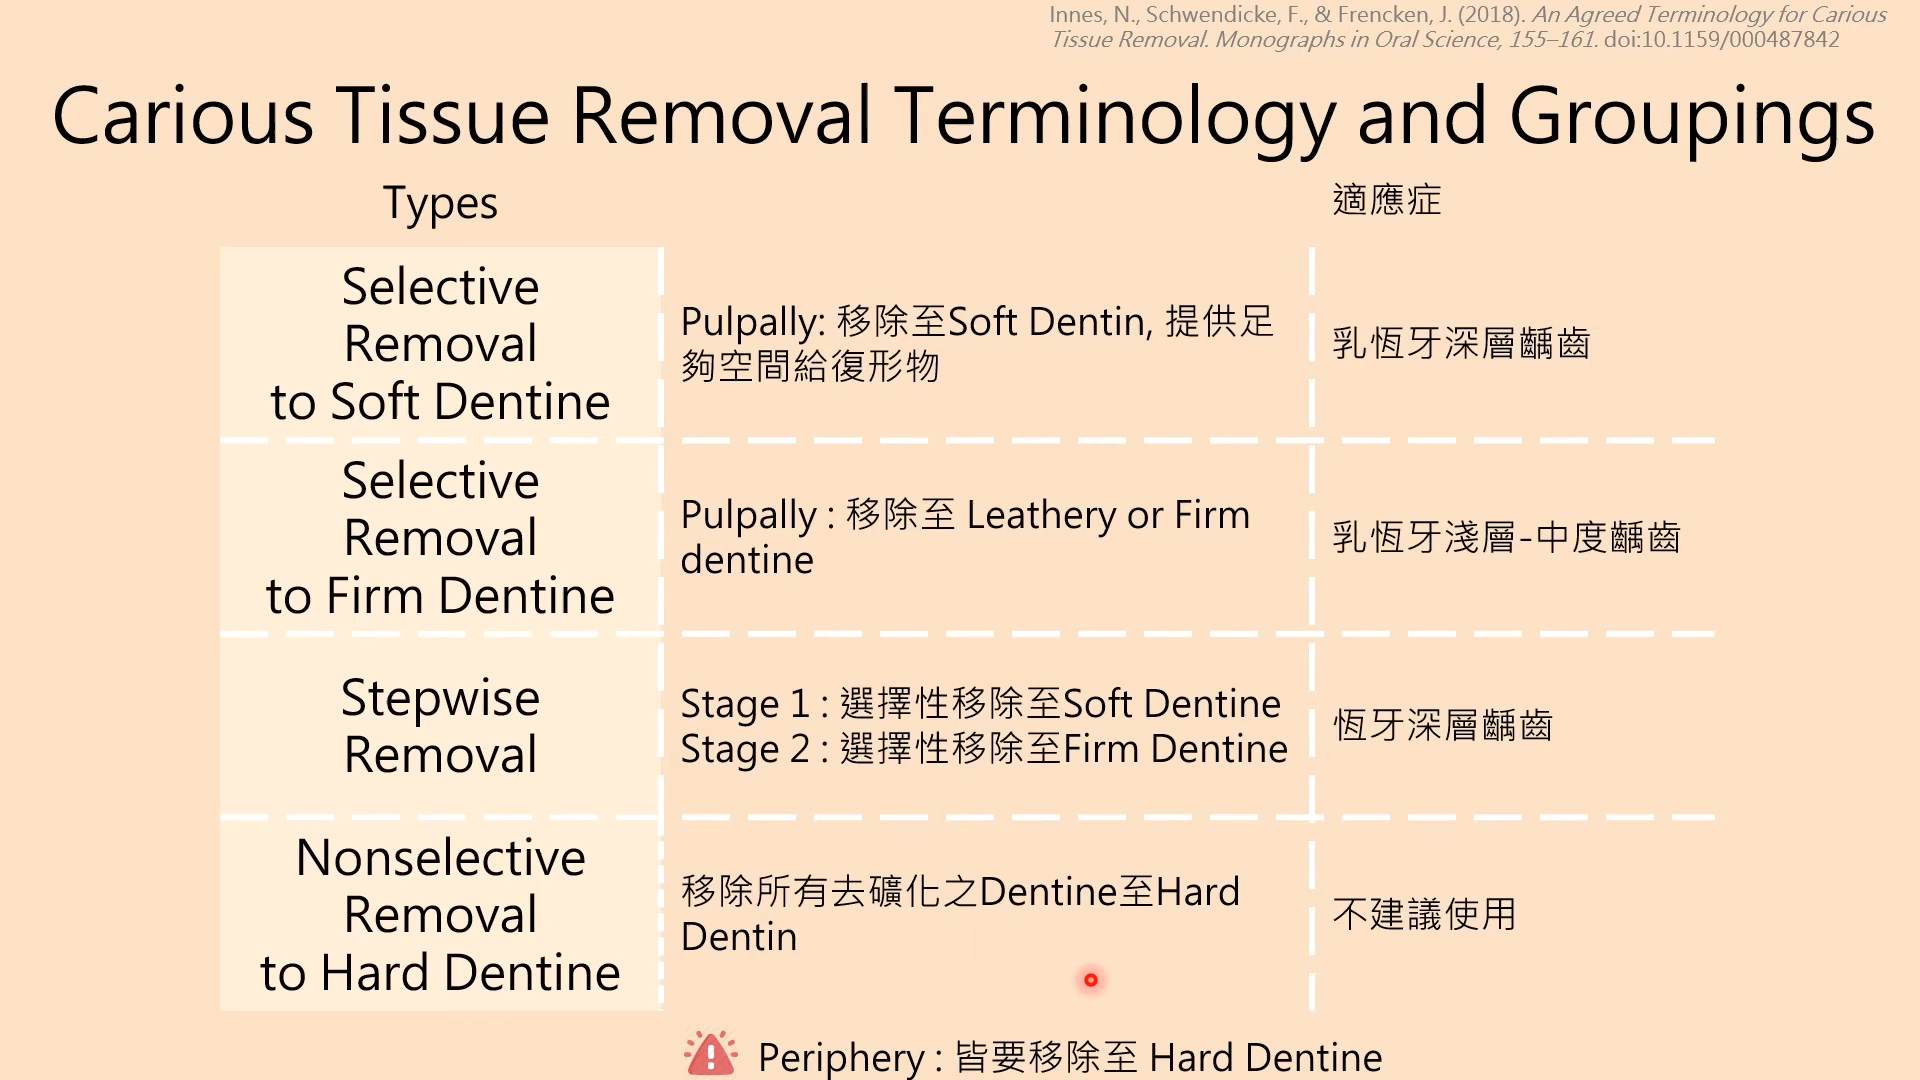 Innes, N., Schwendicke, F., & Frencken, J. (2018). An Agreed Terminology for Carious
Tissue Removal. Monographs in Oral Science, 155–161. doi:10.1159/000487842
Carious Tissue Removal Terminology and Groupings
Types
適應症
Selective
Removal
to Soft Dentine
Pulpally: 移除至Soft Dentin, 提供足
夠空間給復形物
乳恆牙深層齲齒
Selective
Removal
to Firm Dentine
Pulpally : 移除至 Leathery or Firm
dentine
乳恆牙淺層-中度齲齒
Stepwise
Removal
Stage 1 : 選擇性移除至Soft Dentine
Stage 2 : 選擇性移除至Firm Dentine
恆牙深層齲齒
Nonselective
Removal
to Hard Dentine
移除所有去礦化之Dentine至Hard
Dentin
不建議使用
Periphery : 皆要移除至 Hard Dentine